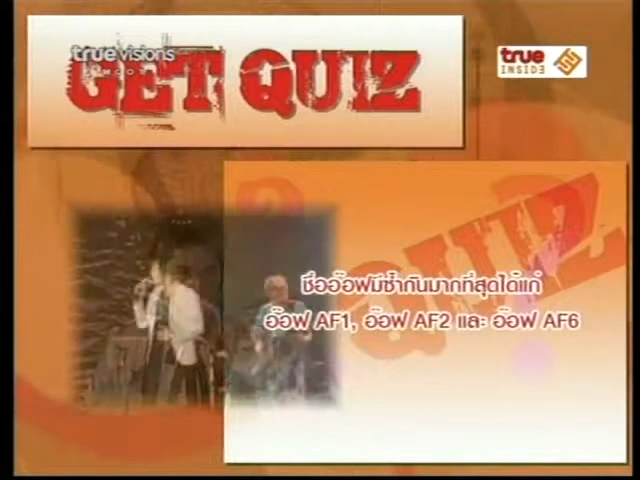 true visions
GET QUIZ
true
INSIDE
QUIZ
ชื่ออ๊อฟมีซ้ำกันมากที่สุดได้แก่
อ๊อฟ AF1, อ๊อฟ AF2 และ อ๊อฟ AF6